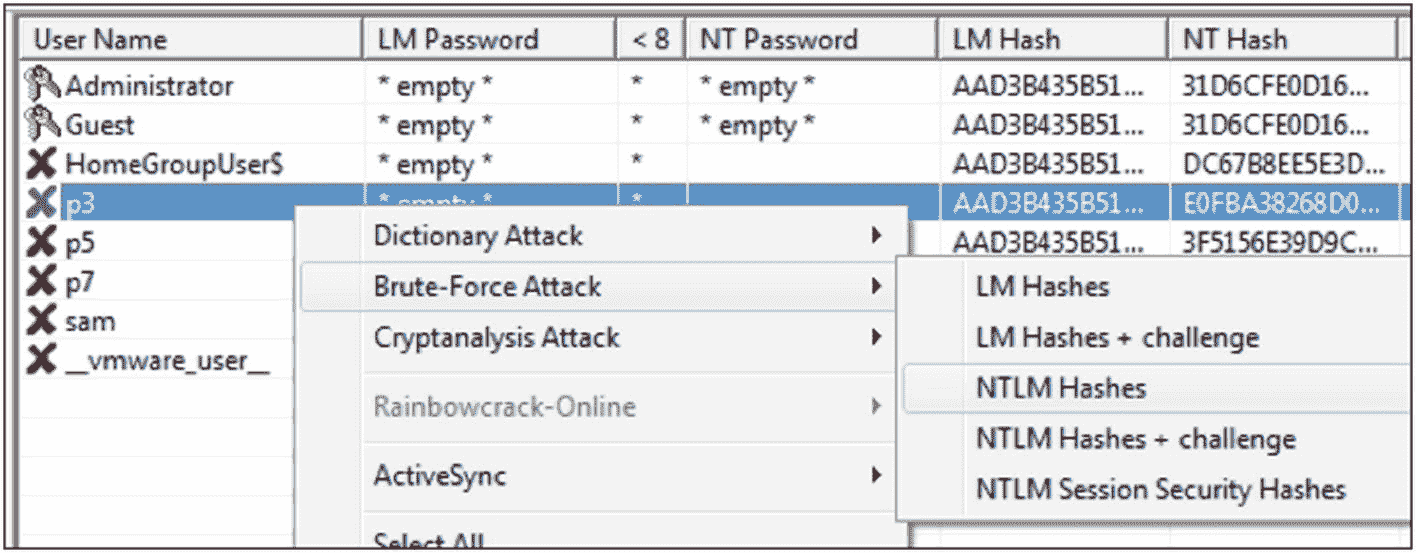 User Name LM Password < 8 NT Password LM Hash NT Hash
Administrator * empty * * * empty * AAD3B435B51... 31D6CFE0D16...
Guest * empty * * * empty * AAD3B435B51... 31D6CFE0D16...
HomeGroupUser$ * empty * * AAD3B435B51... DC67B8EE5E3D...
p3 * empty * * AAD3B435B51... E0FBA38268D0...
p5 AAD3B435B51... 3F5156E39D9C...
p7
sam
__vmware_user__
Dictionary Attack
Brute-Force Attack
Cryptanalysis Attack
Rainbowcrack-Online
ActiveSync
Select All
LM Hashes
LM Hashes + challenge
NTLM Hashes
NTLM Hashes + challenge
NTLM Session Security Hashes